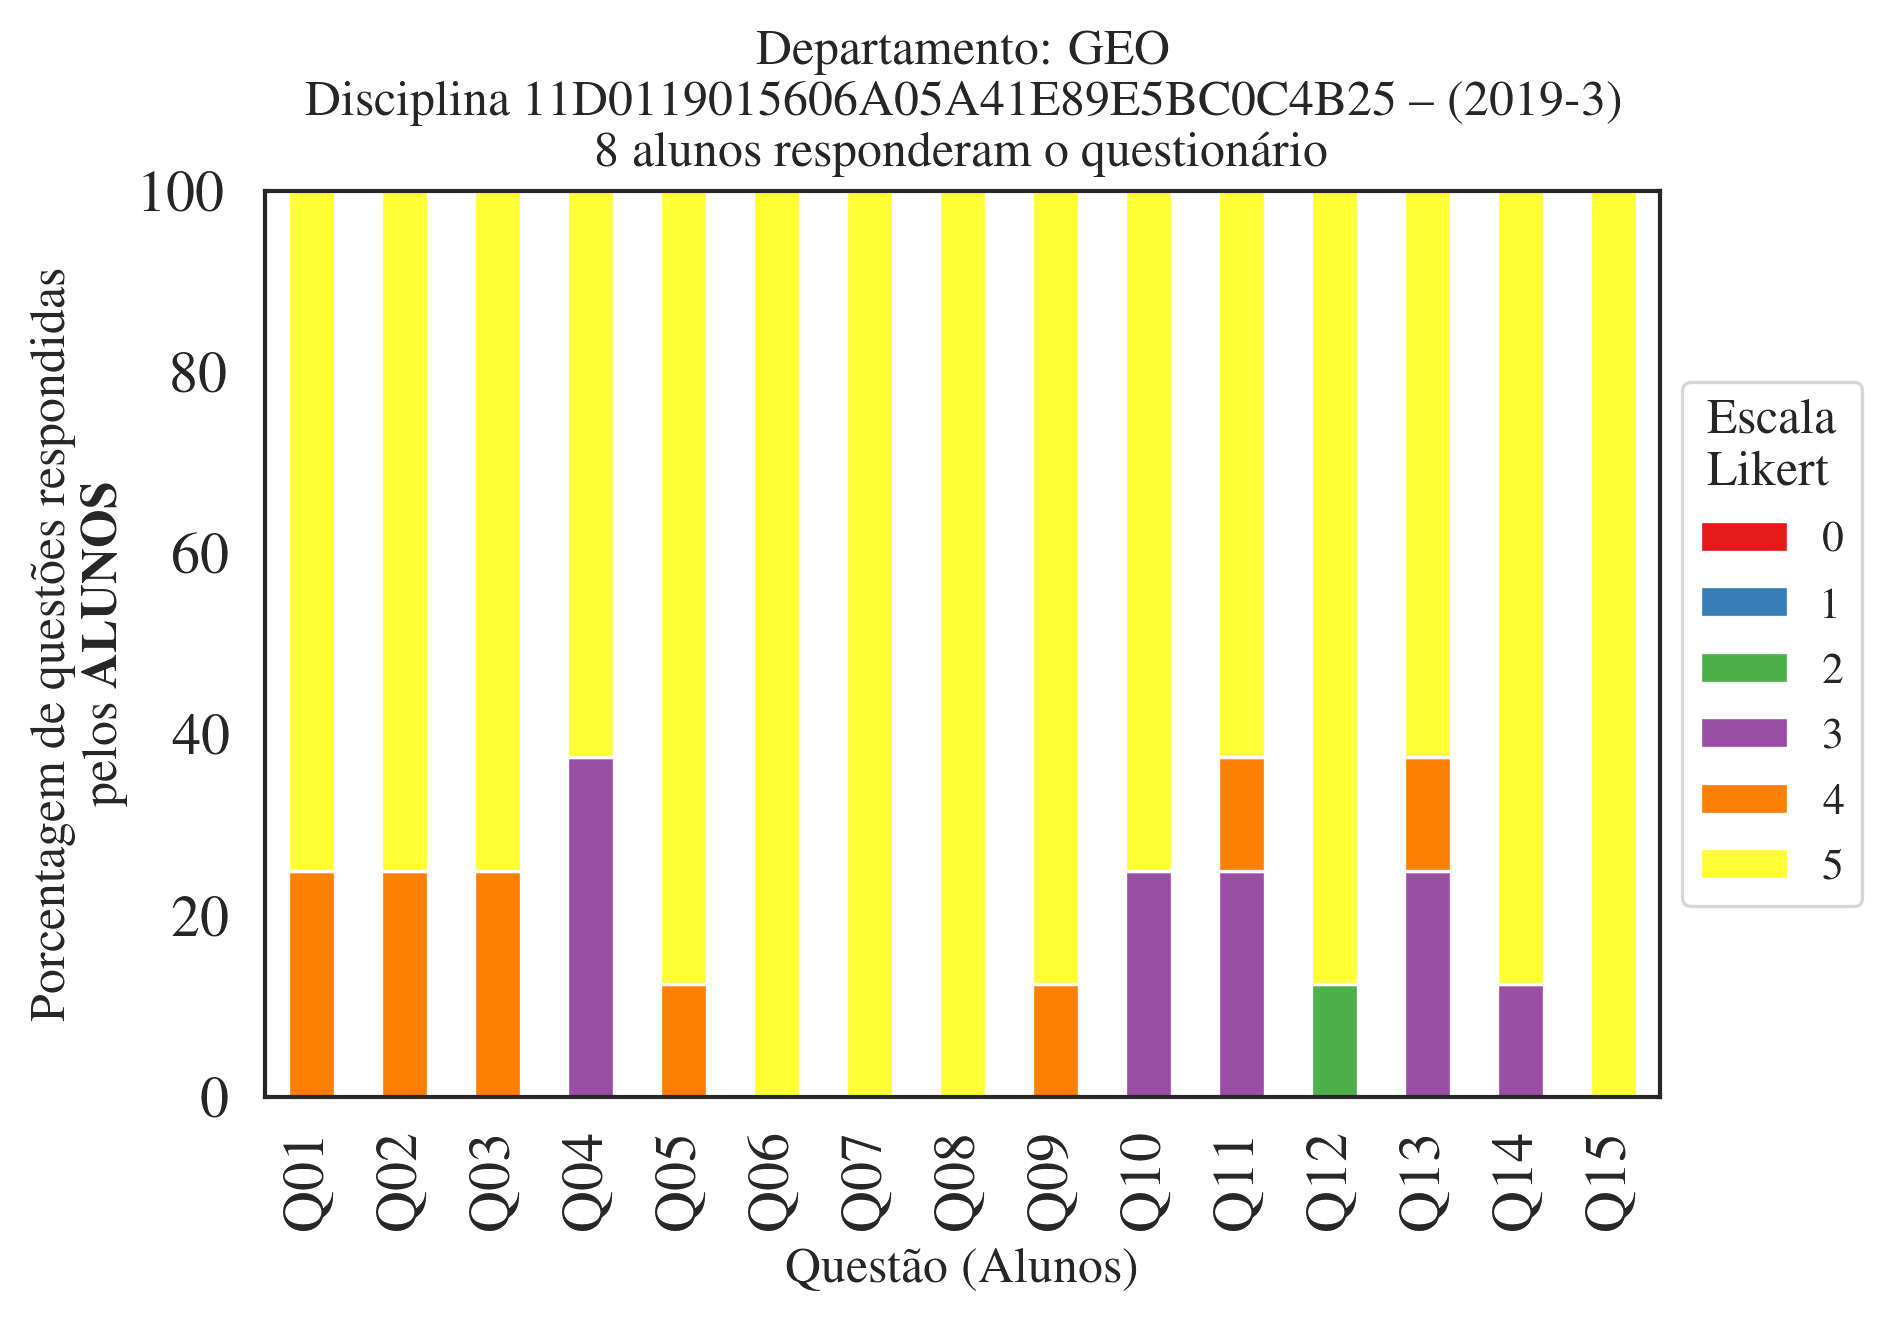 Departamento: GEO
Disciplina 11D0119015606A05A41E89E5BC0C4B25 – (2019-3)
8 alunos responderam o questionário
Porcentagem de questões respondidas
pelos ALUNOS
100
80
60
40
20
0
Q01 Q02 Q03 Q04 Q05 Q06 Q07 Q08 Q09 Q10 Q11 Q12 Q13 Q14 Q15
Questão (Alunos)
Escala
Likert
0
1
2
3
4
5